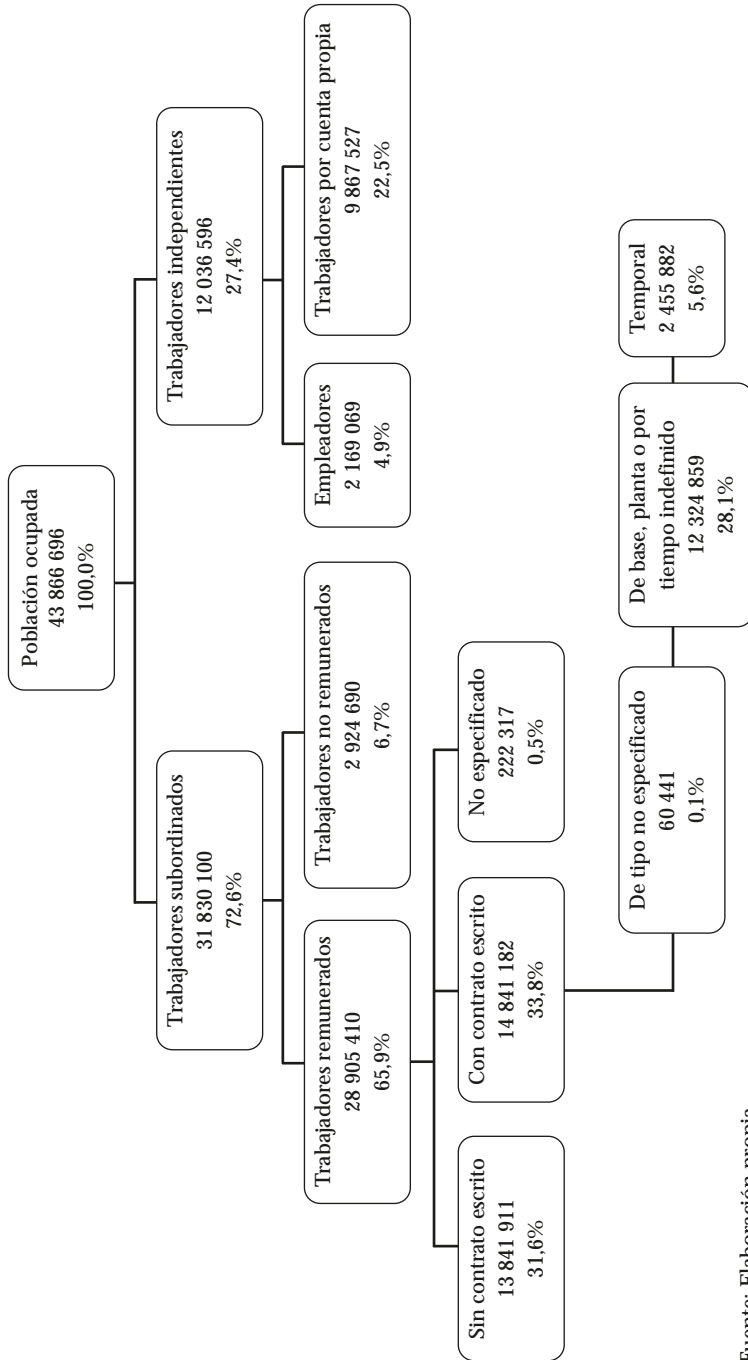 Población ocupada
43 866 696
100,0%
Trabajadores subordinados
31 830 100
72,6%
Trabajadores independientes
12 036 596
27,4%
Trabajadores remunerados
28 905 410
65,9%
Trabajadores no remunerados
2 924 690
6,7%
Empleadores
2 169 069
4,9%
Trabajadores por cuenta propia
9 867 527
22,5%
Sin contrato escrito
13 841 911
31,6%
Con contrato escrito
14 841 182
33,8%
No especificado
222 317
0,5%
De tipo no especificado
60 441
0,1%
De base, planta o por
tiempo indefinido
12 324 859
28,1%
Temporal
2 455 882
5,6%
Fuente: Elaboración propia